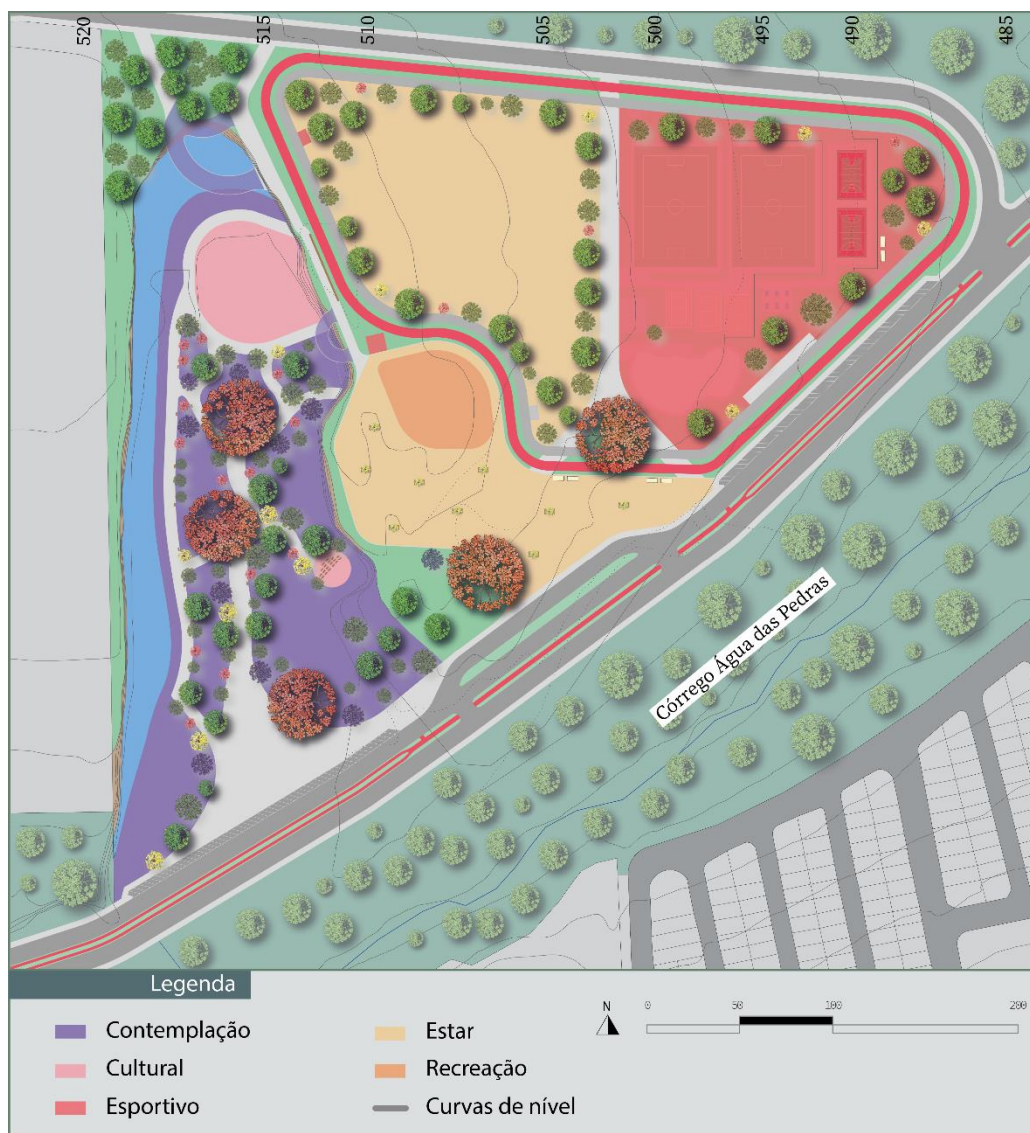 520
515
510
505
500
495
490
485
Córrego Água das Pedras
Legenda
Contemplação
Cultural
Esportivo
Estar
Recreação
Curvas de nível
N
0 50 100 200